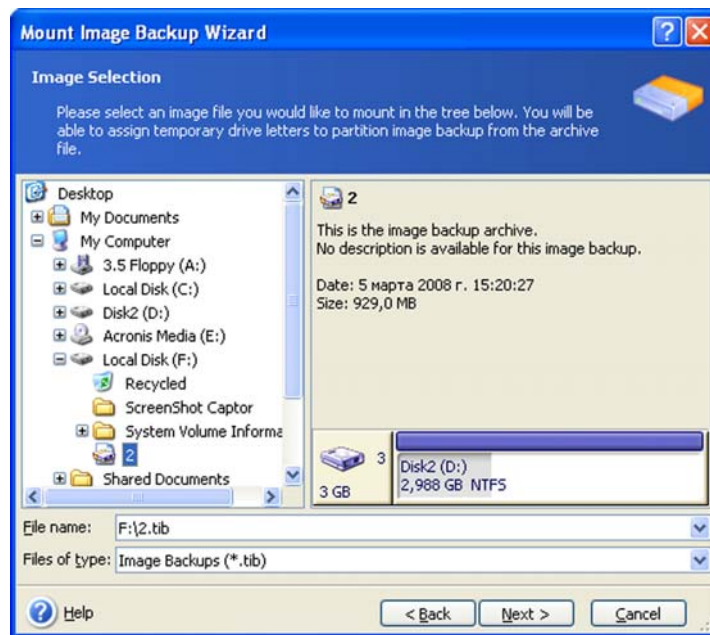 Mount Image Backup Wizard
Image Selection
Please select an image file you would like to mount in the tree below. You will be
able to assign temporary drive letters to partition image backup from the archive
file.
Desktop
My Documents
My Computer
3.5 Floppy (A:)
Local Disk (C:)
Disk2 (D:)
Acronis Media (E:)
Local Disk (F:)
Recycled
ScreenShot Captor
System Volume Informa
2
Shared Documents
2
This is the image backup archive.
No description is available for this image backup.
Date: 5 марта 2008 г. 15:20:27
Size: 929,0 MB
3
3 GB
Disk2 (D:)
2,988 GB NTFS
File name: F:\2.tib
Files of type: Image Backups (*.tib)
Help
< Back
Next >
Cancel